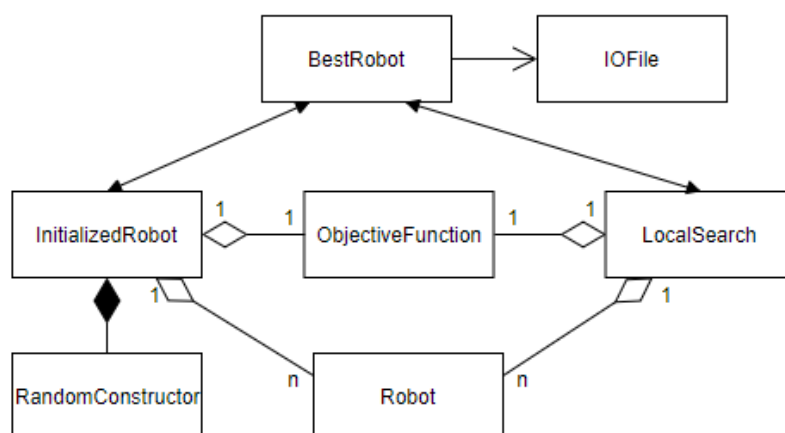 BestRobot IOFile
1 1 1 1
InitializedRobot ObjectiveFunction LocalSearch
1 1
n n
RandomConstructor Robot